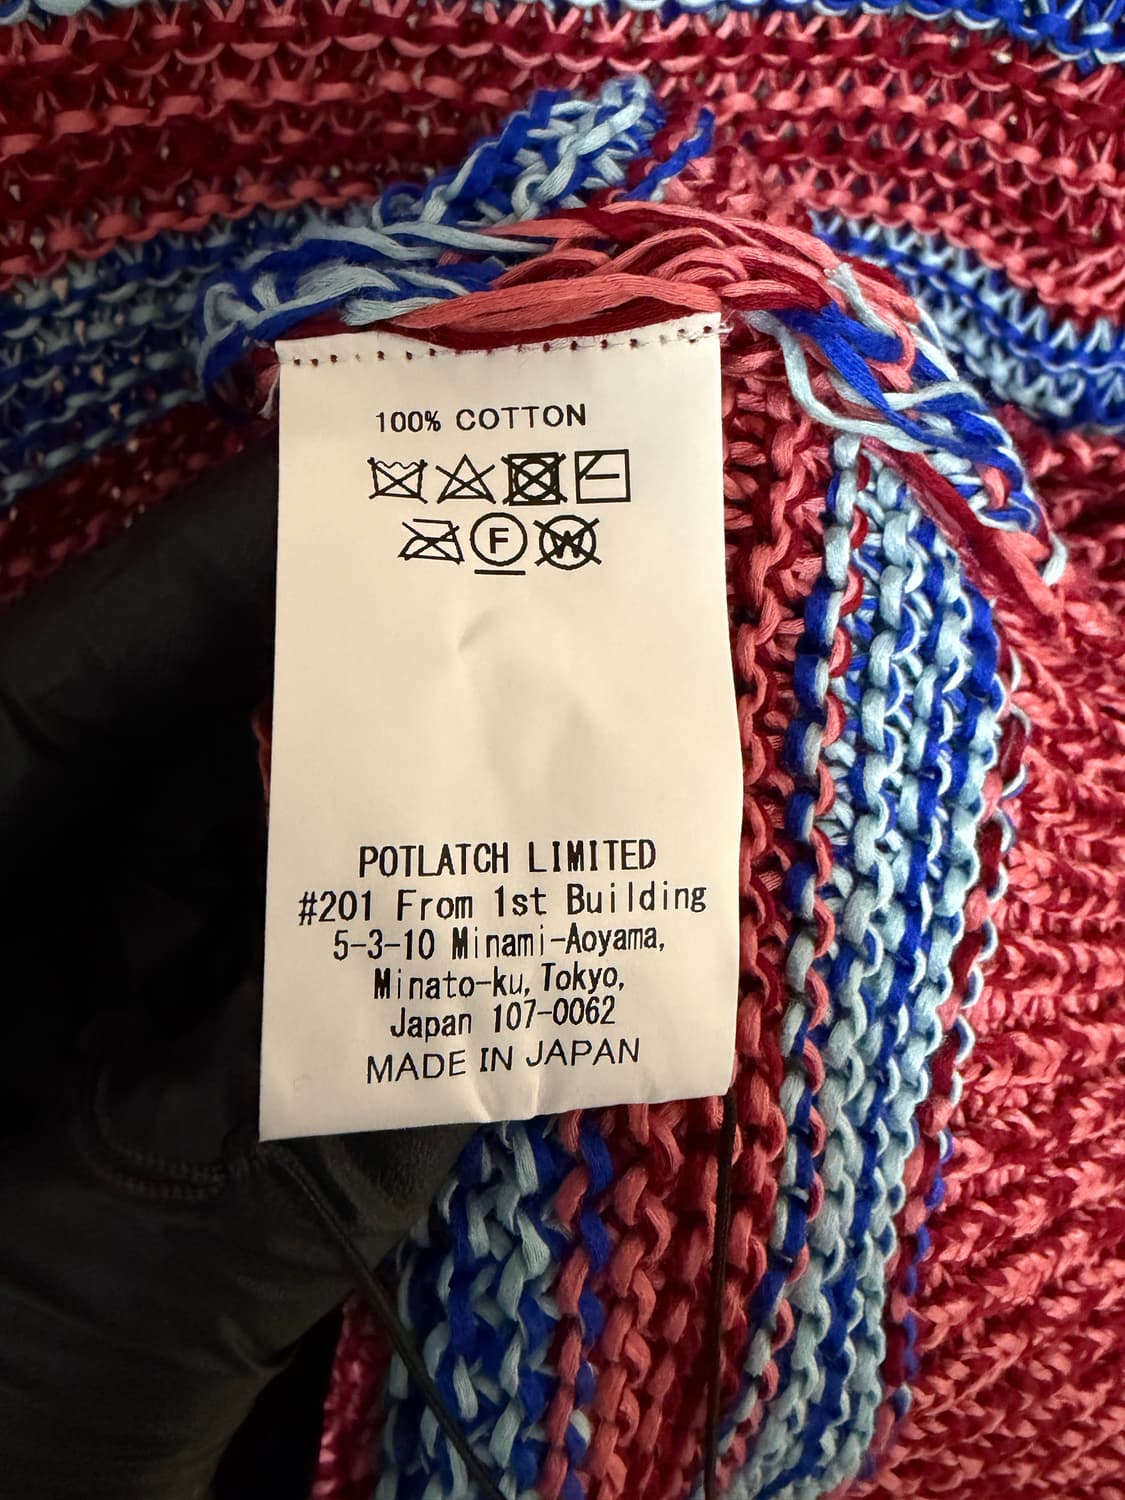 100% COTTON
F W
POTLATCH LIMITED
#201 From 1st Building
5-3-10 Minami-Aoyama,
Minato-ku, Tokyo,
Japan 107-0062
MADE IN JAPAN